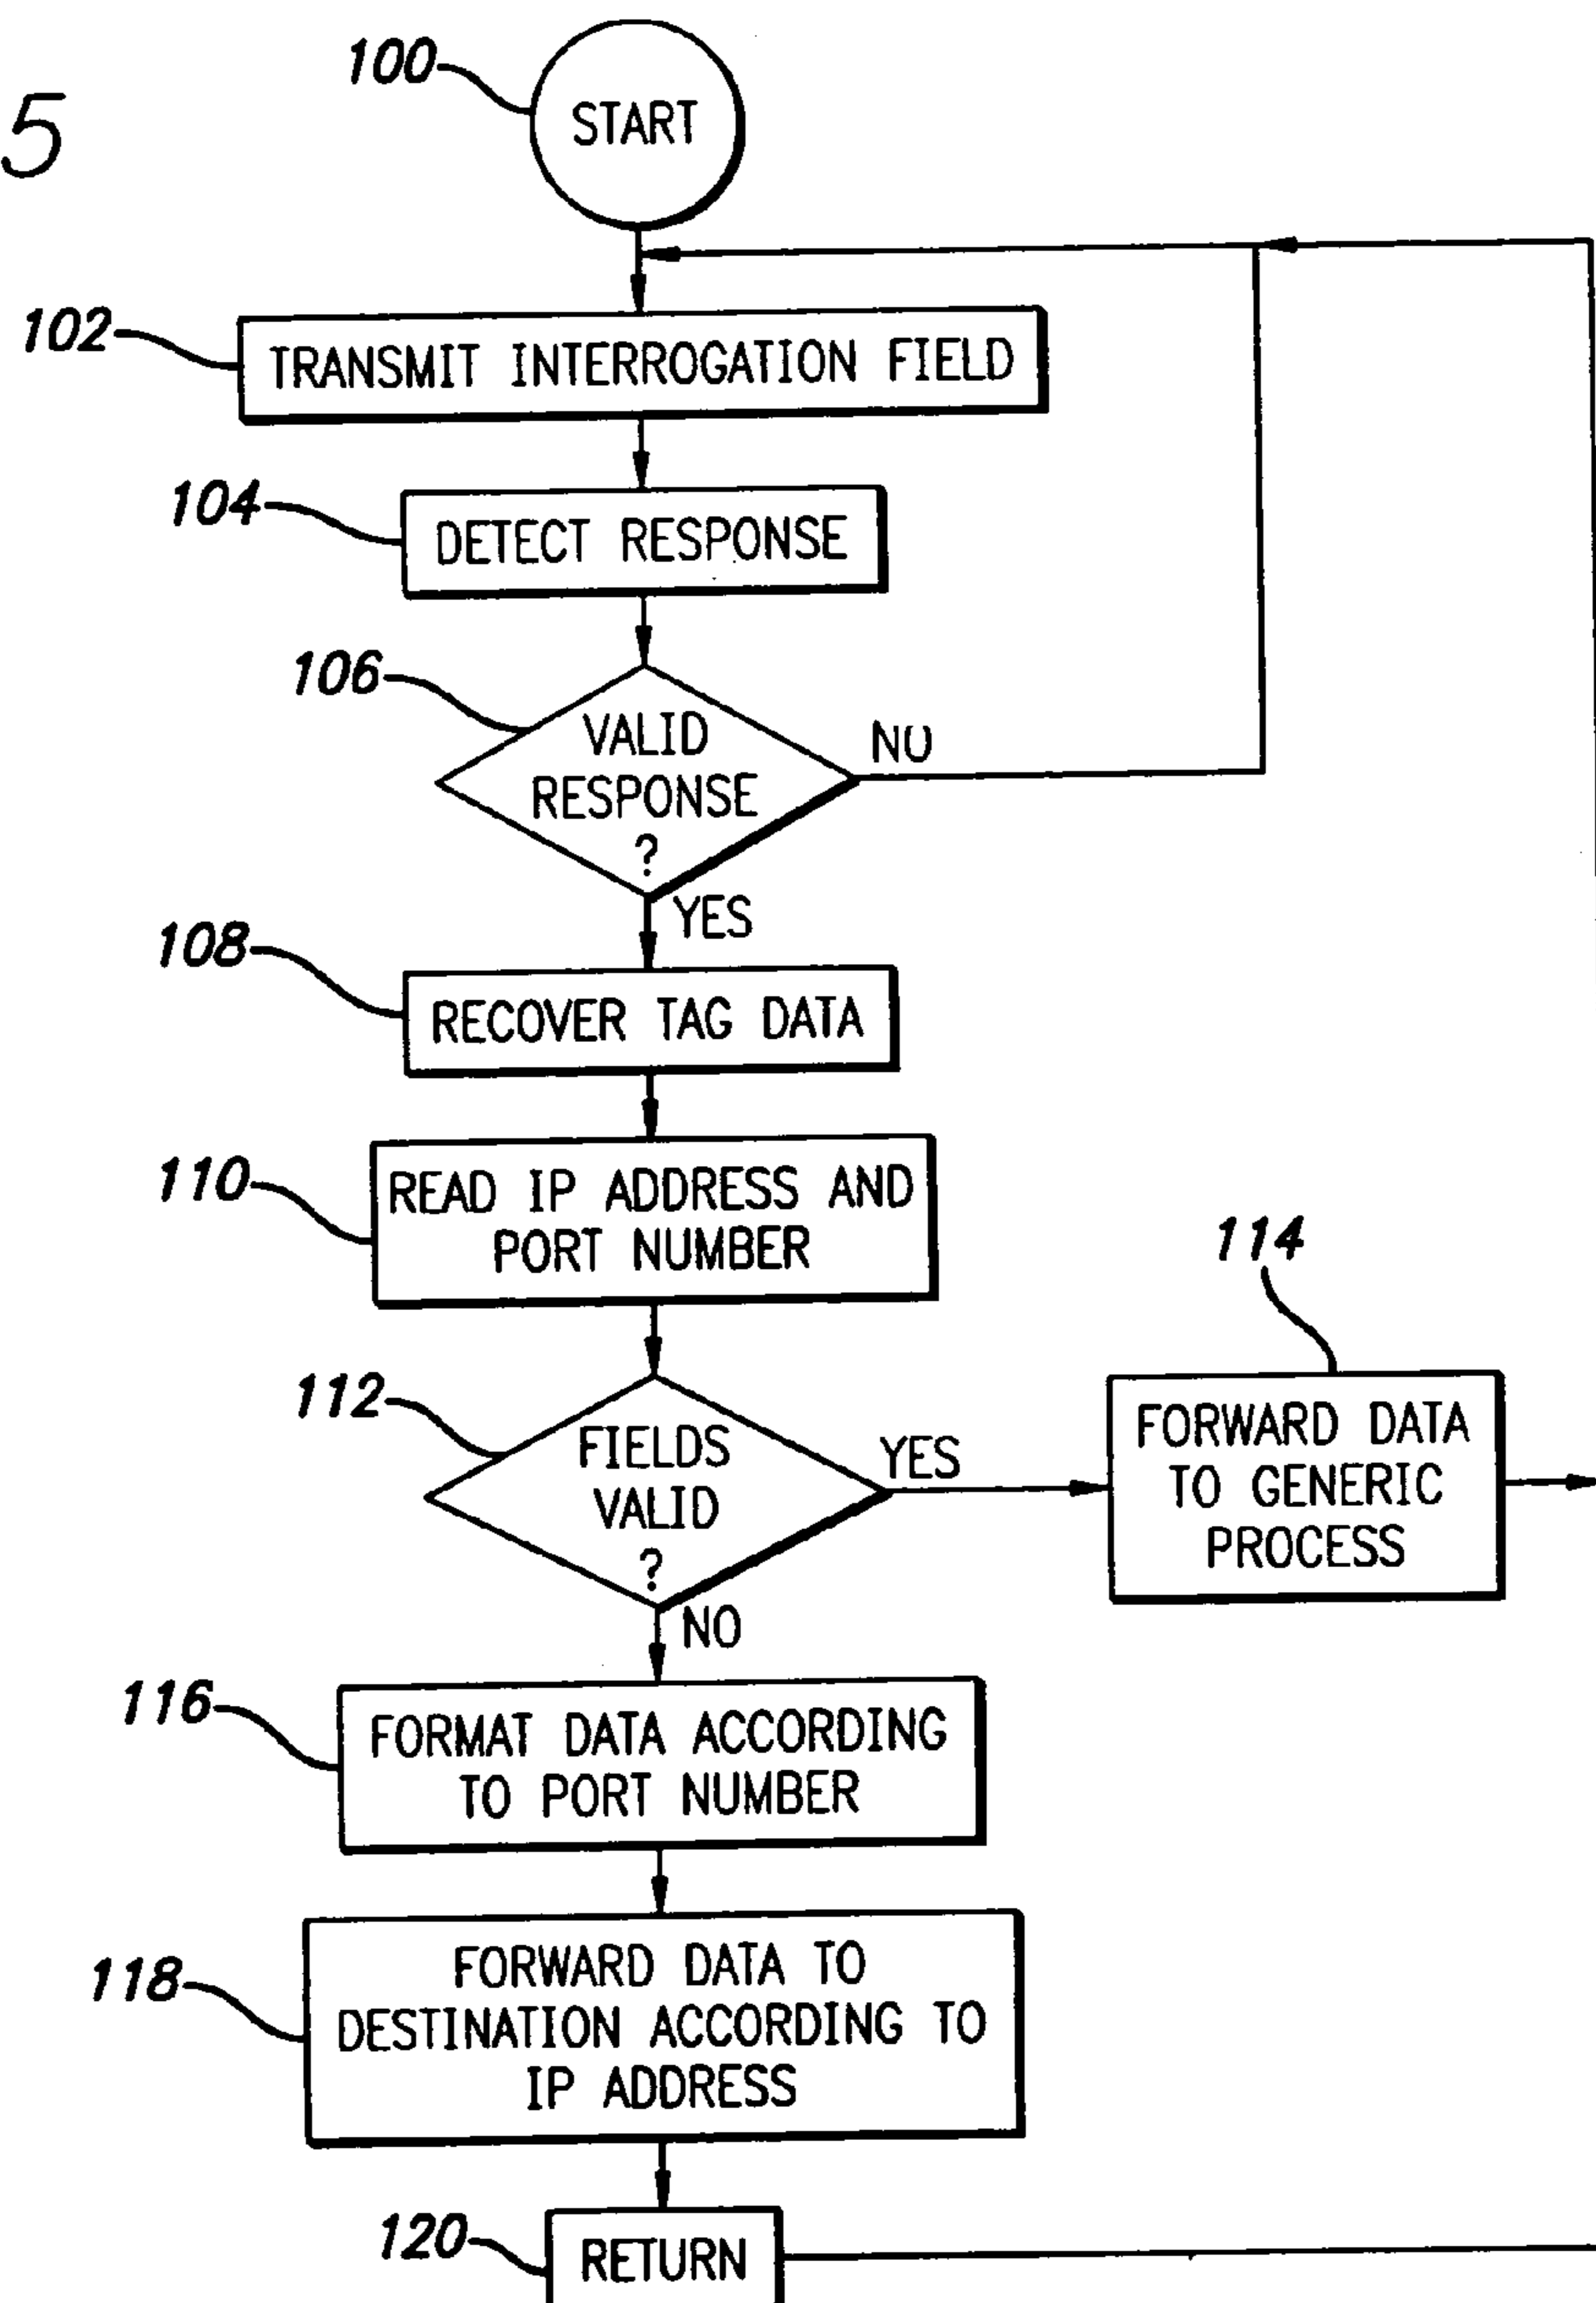 5
100
START
102
TRANSMIT INTERROGATION FIELD
104
DETECT RESPONSE
106
VALID
RESPONSE
?
NO
YES
108
RECOVER TAG DATA
110
READ IP ADDRESS AND
PORT NUMBER
112
FIELDS
VALID
?
YES
114
FORWARD DATA
TO GENERIC
PROCESS
NO
116
FORMAT DATA ACCORDING
TO PORT NUMBER
118
FORWARD DATA TO
DESTINATION ACCORDING TO
IP ADDRESS
120
RETURN